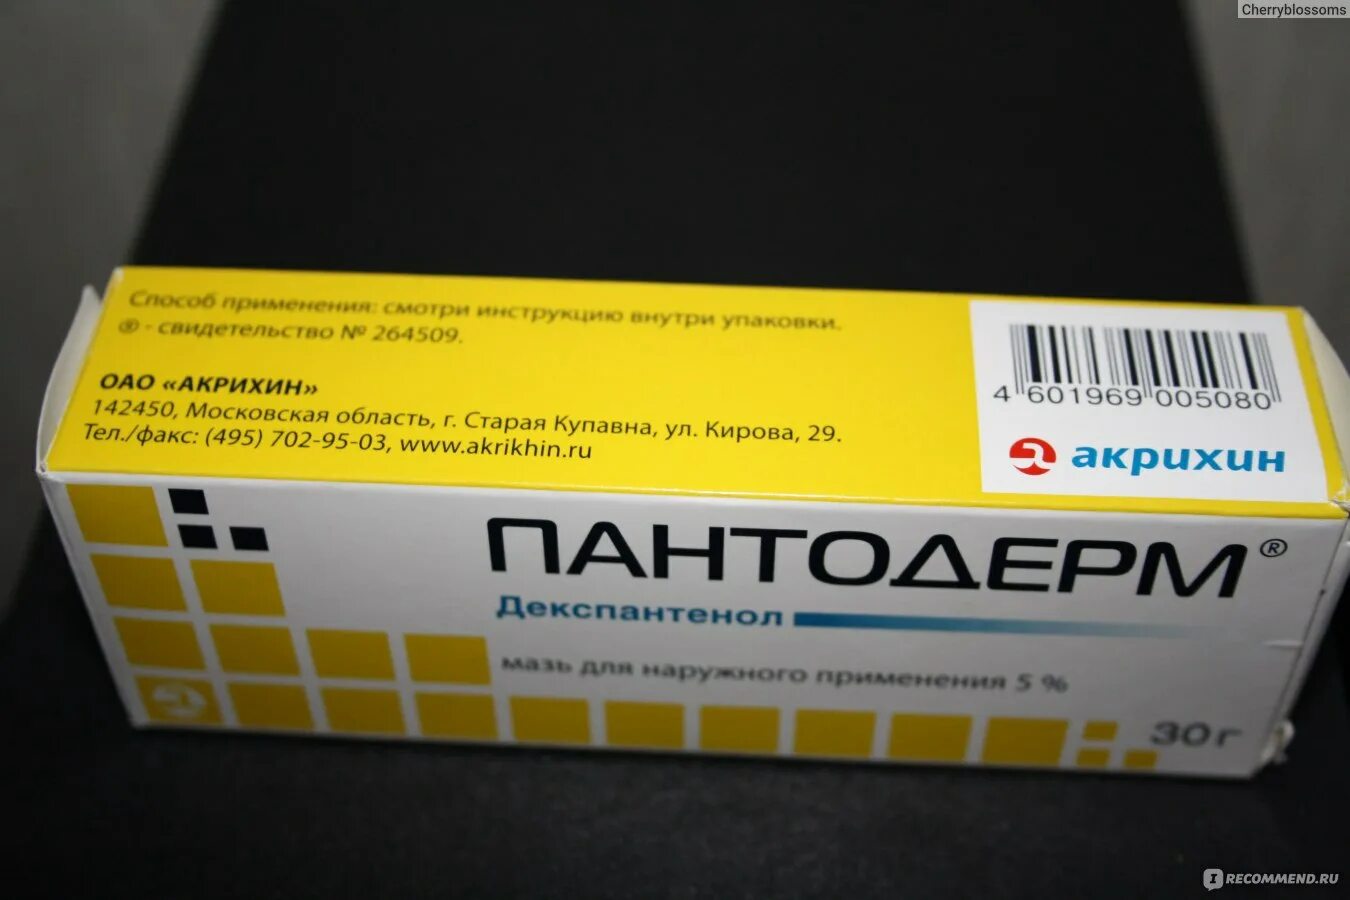 Cherryblossoms
Способ применения: смотри инструкцию внутри упаковки.
® - свидетельство № 264509.
ОАО «АКРИХИН»
142450, Московская область, г. Старая Купавна, ул. Кирова, 29.
Тел./факс: (495) 702-95-03, www.akrikhin.ru
4 601969 005080
акрихин
ПАНТОДЕРМ®
Декспантенол
мазь для наружного применения 5 %
30 г
IRECOMMEND.RU